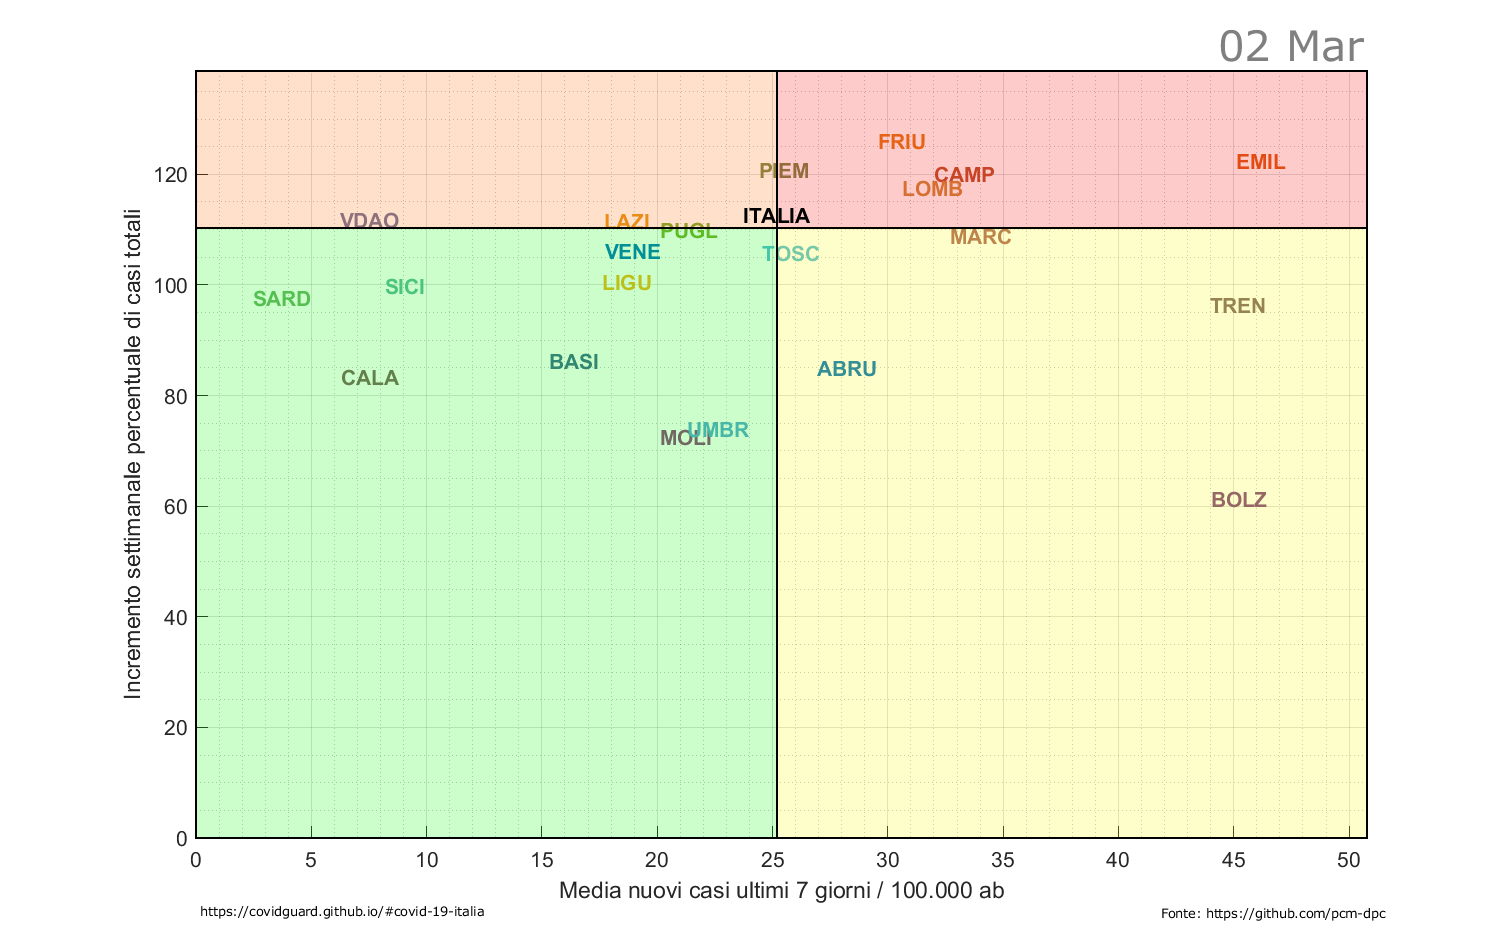 02 Mar
Incremento settimanale percentuale di casi totali
120
100
80
60
40
20
0
FRIU
EMIL
PIEM
CAMP
LOMB
ITALIA
VDAO
LAZI
PUGL
MARC
VENE
TOSC
LIGU
SICI
SARD
TREN
BASI
ABRU
CALA
UMBR
MOLI
BOLZ
0 5 10 15 20 25 30 35 40 45 50
Media nuovi casi ultimi 7 giorni / 100.000 ab
https://covidguard.github.io/#covid-19-italia
Fonte: https://github.com/pcm-dpc